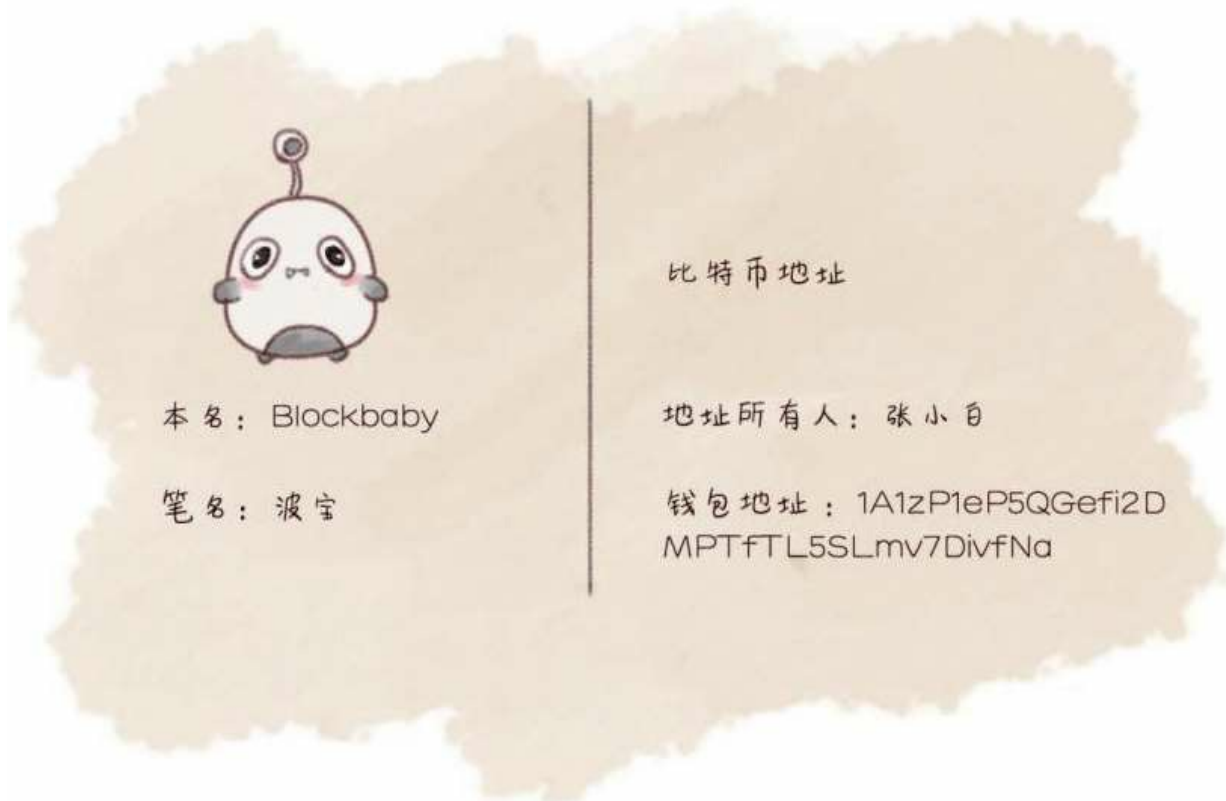 本名：Blockbaby
笔名：波宝
比特币地址
地址所有人：张小白
钱包地址：1A1zP1eP5QGefi2D
MPTfTL5SLmv7DivfNa